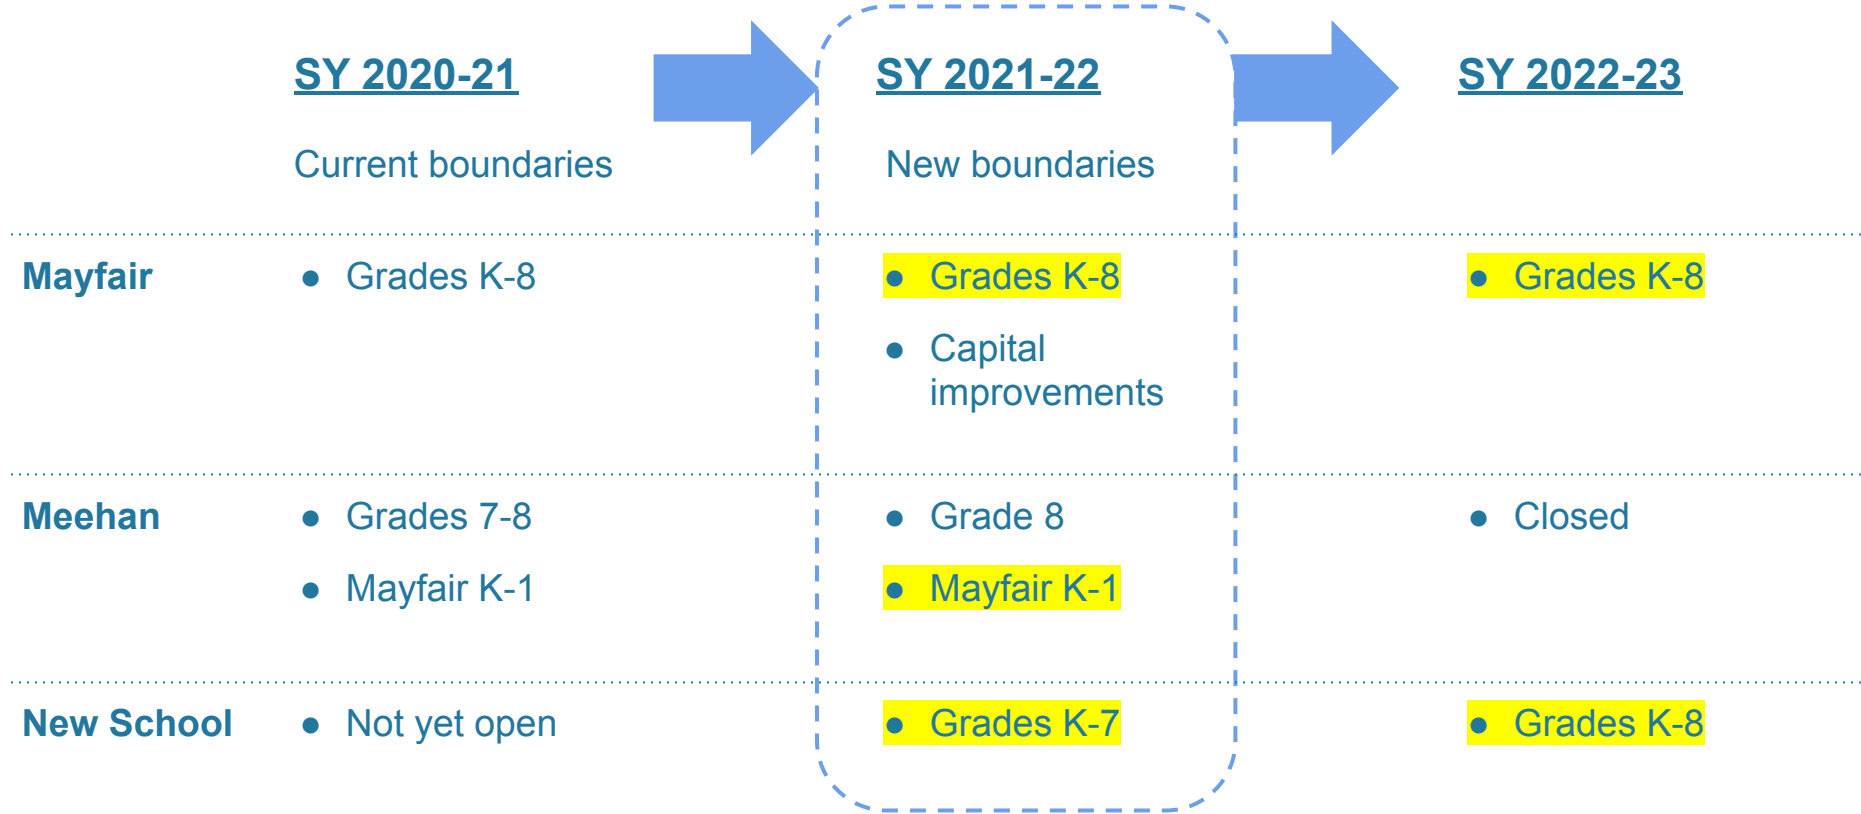 SY 2020-21
SY 2021-22
SY 2022-23
Current boundaries
New boundaries
Mayfair
● Grades K-8
● Grades K-8
● Grades K-8
● Capital
improvements
Meehan
● Grades 7-8
● Grade 8
● Closed
● Mayfair K-1
● Mayfair K-1
New School
● Not yet open
● Grades K-7
● Grades K-8